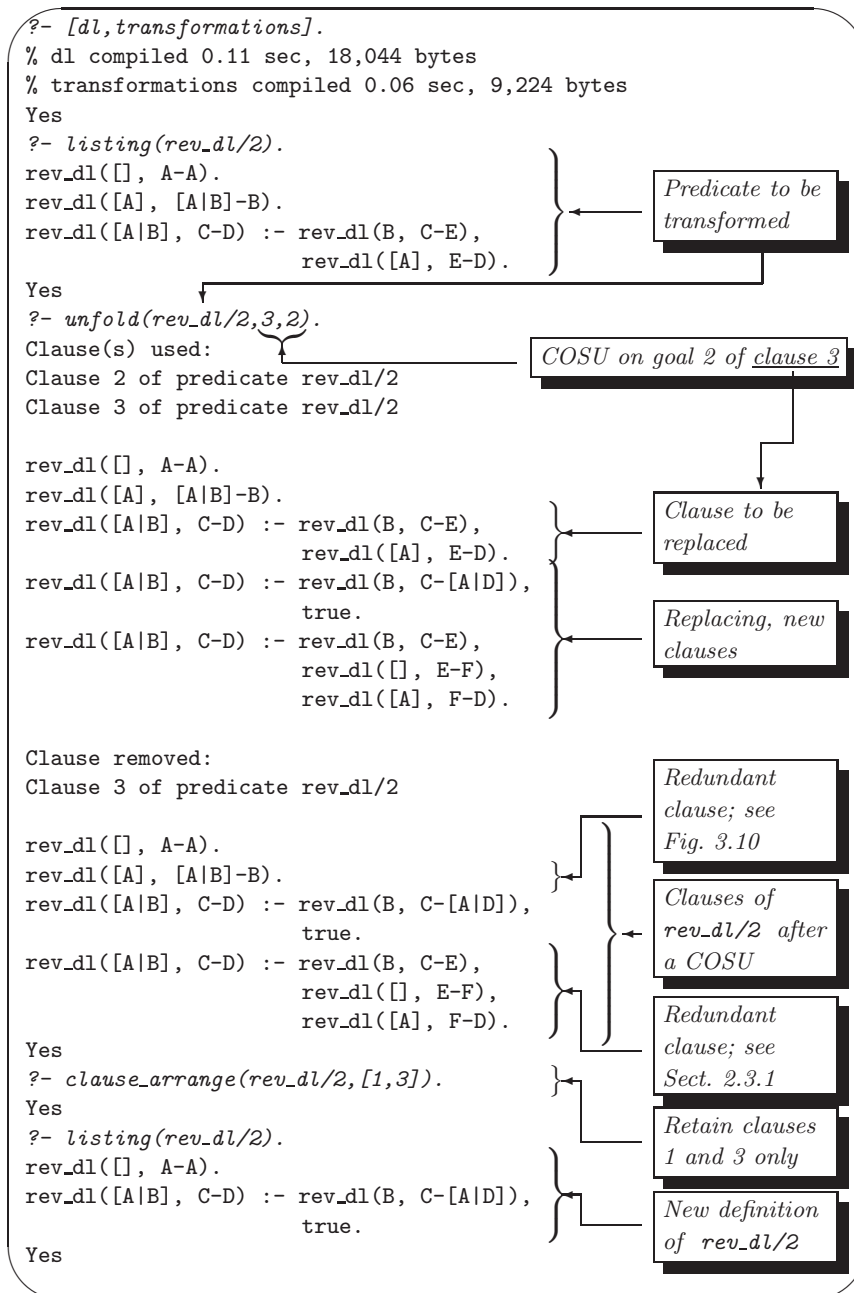 ?- [dl,transformations].
% dl compiled 0.11 sec, 18,044 bytes
% transformations compiled 0.06 sec, 9,224 bytes
Yes
?- listing(rev_dl/2).
rev_dl([], A-A).
rev_dl([A], [A|B]-B).
rev_dl([A|B], C-D) :- rev_dl(B, C-E),
rev_dl([A], E-D).
Predicate to be
transformed
Yes
?- unfold(rev_dl/2,3,2).
Clause(s) used:
COSU on goal 2 of clause 3
Clause 2 of predicate rev_dl/2
Clause 3 of predicate rev_dl/2
rev_dl([], A-A).
rev_dl([A], [A|B]-B).
rev_dl([A|B], C-D) :- rev_dl(B, C-E),
rev_dl([A], E-D).
Clause to be
replaced
rev_dl([A|B], C-D) :- rev_dl(B, C-[A|D]),
true.
rev_dl([A|B], C-D) :- rev_dl(B, C-E),
rev_dl([], E-F),
rev_dl([A], F-D).
Replacing, new
clauses
Clause removed:
Clause 3 of predicate rev_dl/2
Redundant
clause; see
Fig. 3.10
rev_dl([], A-A).
rev_dl([A], [A|B]-B).
rev_dl([A|B], C-D) :- rev_dl(B, C-[A|D]),
true.
rev_dl([A|B], C-D) :- rev_dl(B, C-E),
rev_dl([], E-F),
rev_dl([A], F-D).
Clauses of
rev_dl/2 after
a COSU
Redundant
clause; see
Sect. 2.3.1
Yes
?- clause_arrange(rev_dl/2,[1,3]).
Retain clauses
1 and 3 only
Yes
?- listing(rev_dl/2).
rev_dl([], A-A).
rev_dl([A|B], C-D) :- rev_dl(B, C-[A|D]),
true.
New definition
of rev_dl/2
Yes